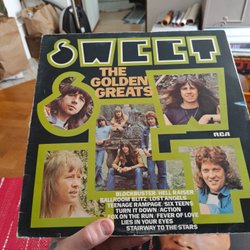 SWEET
THE
GOLDEN
GREATS
RCA
BLOCKBUSTER/HELL RAISER
BALLROOM BLITZ/LOST ANGELS
TEENAGE RAMPAGE/SIX TEENS
TURN IT DOWN/ACTION
FOX ON THE RUN/FEVER OF LOVE
LIES IN YOUR EYES
STAIRWAY TO THE STARS